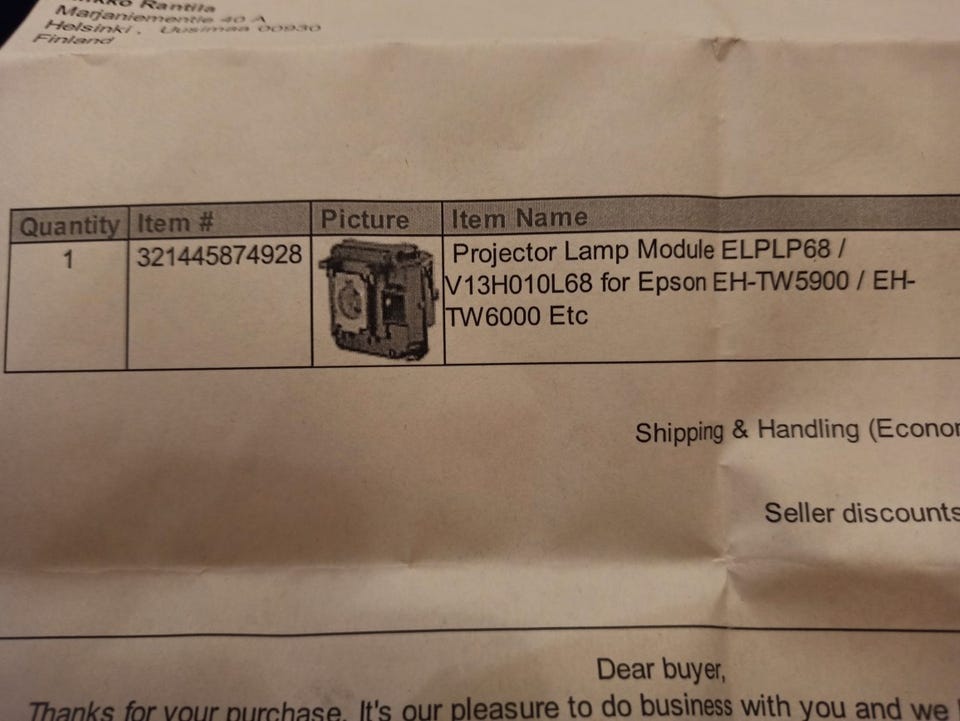 Rantila
Marjaniementie 40 A
Helsinki, Uusimaa 00930
Finland
Quantity Item # Picture Item Name
1 321445874928 Projector Lamp Module ELPLP68 /
V13H010L68 for Epson EH-TW5900 / EH-
TW6000 Etc
Shipping & Handling (Econo
Seller discounts
Dear buyer,
Thanks for your purchase. It's our pleasure to do business with you and we